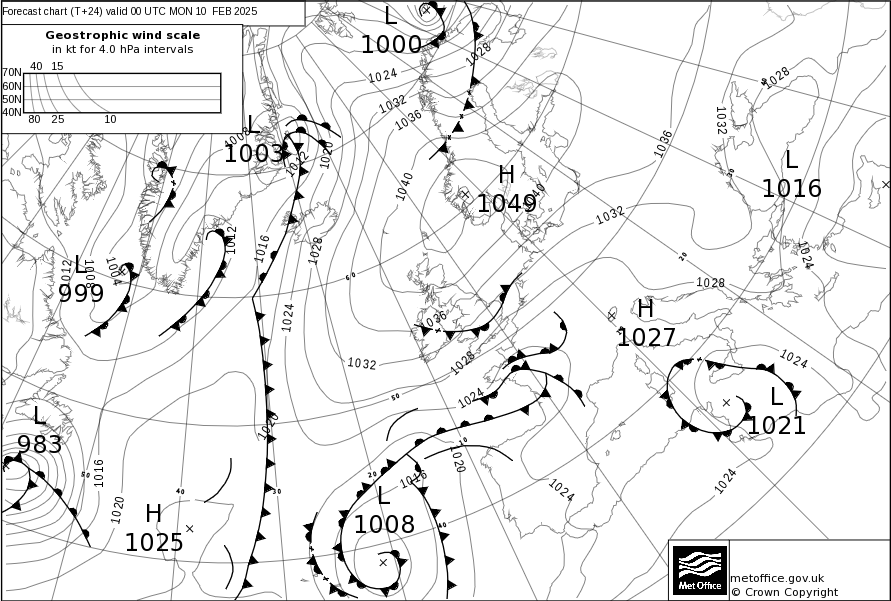 Forecast chart (T+24) valid 00 UTC MON 10 FEB 2025
Geostrophic wind scale
in kt for 4.0 hPa intervals
40 15
70N
60N
50N
40N
80 25 10
L
1000
1028
1024
1032
1036
1028
1032
1036
L
1003
1008
1012
1020
H
1049
1040
1040
L
1016
1032
1012
1016
1028
1024
L
999
1012
1008
1004
60
20
1028
1024
1036
H
1027
1032
1028
1024
1024
L
1021
50
L
983
1020
1016
1020
50
40
30
20
10
1016
1020
1024
1024
H
1025
L
1008
40
Met Office
metoffice.gov.uk
© Crown Copyright